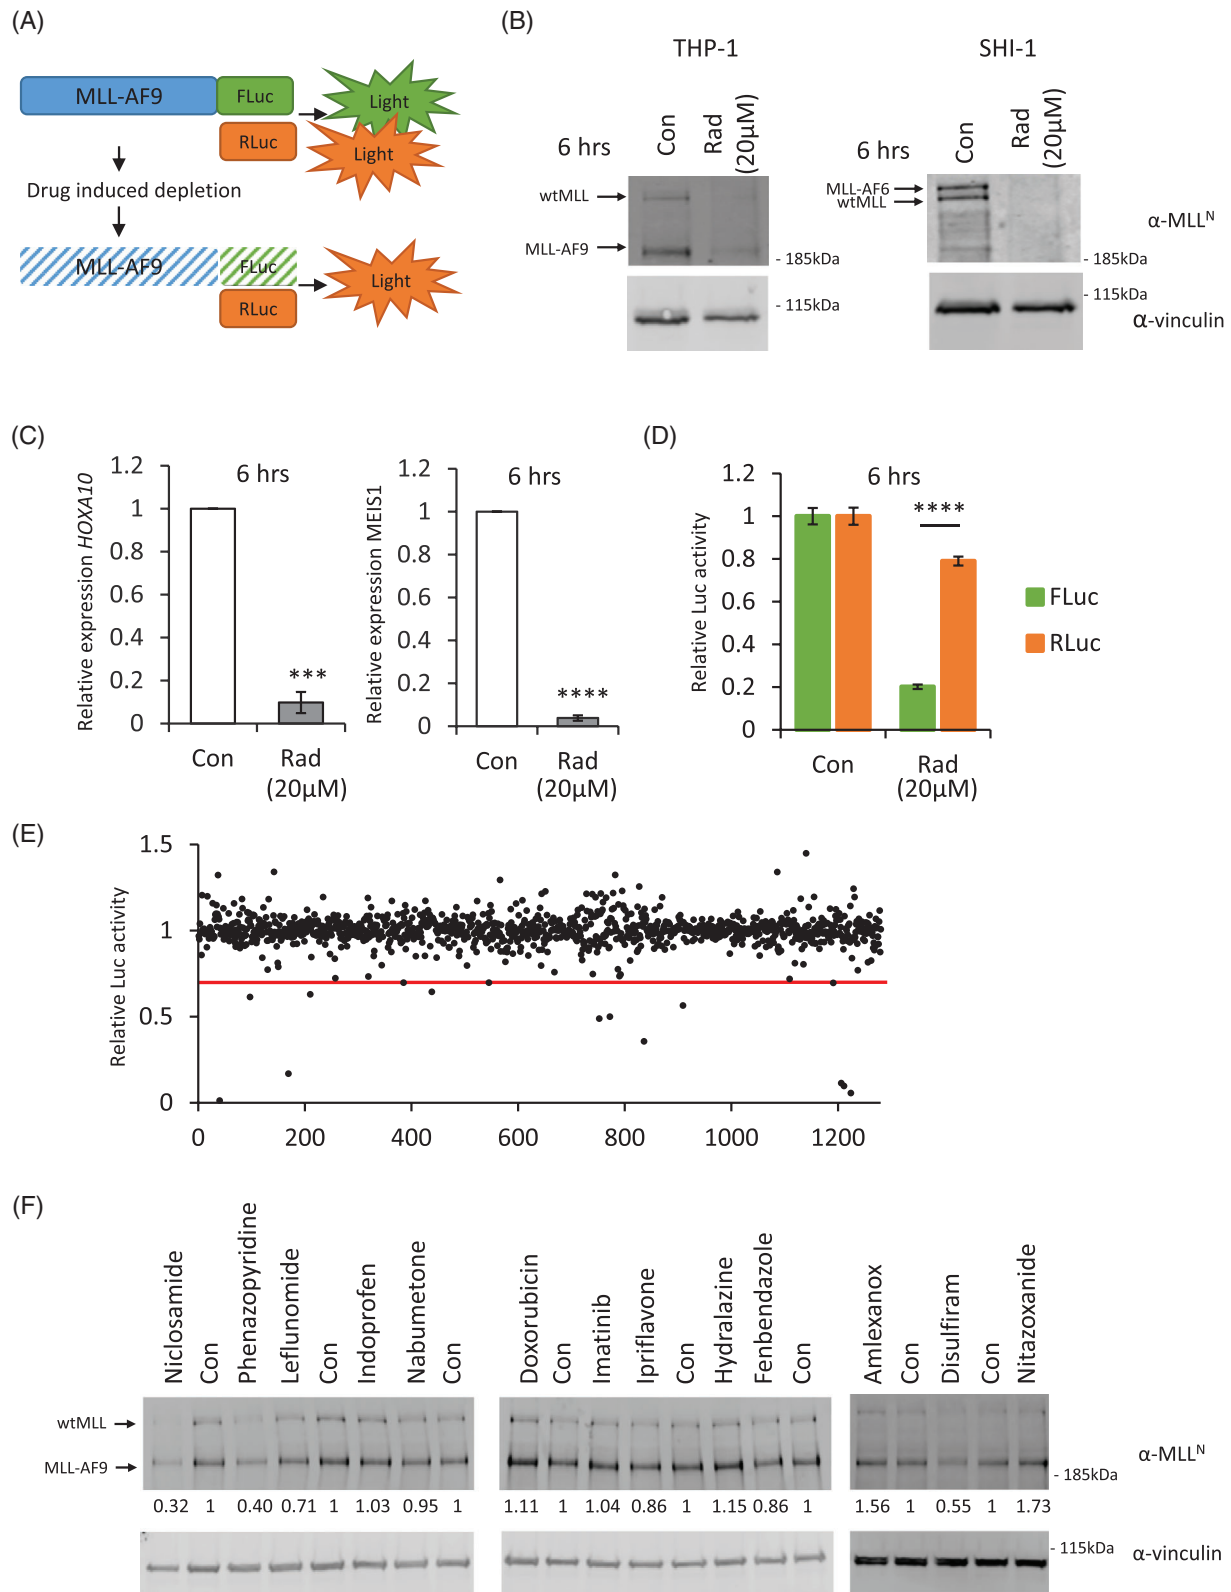 (A)
MLL-AF9
FLuc
Light
RLuc
Light
Drug induced depletion
MLL-AF9
FLuc
RLuc
Light
(B)
THP-1
SHI-1
6 hrs
Con
Rad
(20µM)
6 hrs
Con
Rad
(20µM)
wtMLL
MLL-AF9
- 185kDa
- 115kDa
MLL-AF6
wtMLL
- 185kDa
- 115kDa
α-MLLᴺ
α-vinculin
(C)
Relative expression HOXA10
1.2
1
0.8
0.6
0.4
0.2
0
6 hrs
***
Con
Rad
(20µM)
Relative expression MEIS1
1.2
1
0.8
0.6
0.4
0.2
0
6 hrs
****
Con
Rad
(20µM)
(D)
Relative Luc activity
1.2
1
0.8
0.6
0.4
0.2
0
6 hrs
****
Con
Rad
(20µM)
FLuc
RLuc
(E)
Relative Luc activity
1.5
1
0.5
0
0
200
400
600
800
1000
1200
(F)
Niclosamide
Con
Phenazopyridine
Leflunomide
Con
Indoprofen
Nabumetone
Con
Doxorubicin
Con
Imatinib
Ipriflavone
Con
Hydralazine
Fenbendazole
Con
Amlexanox
Con
Disulfiram
Con
Nitazoxanide
wtMLL
MLL-AF9
α-MLLᴺ
- 185kDa
0.32 1 0.40 0.71 1 1.03 0.95 1
1.11 1 1.04 0.86 1 1.15 0.86 1
1.56 1 0.55 1 1.73
- 115kDa
α-vinculin